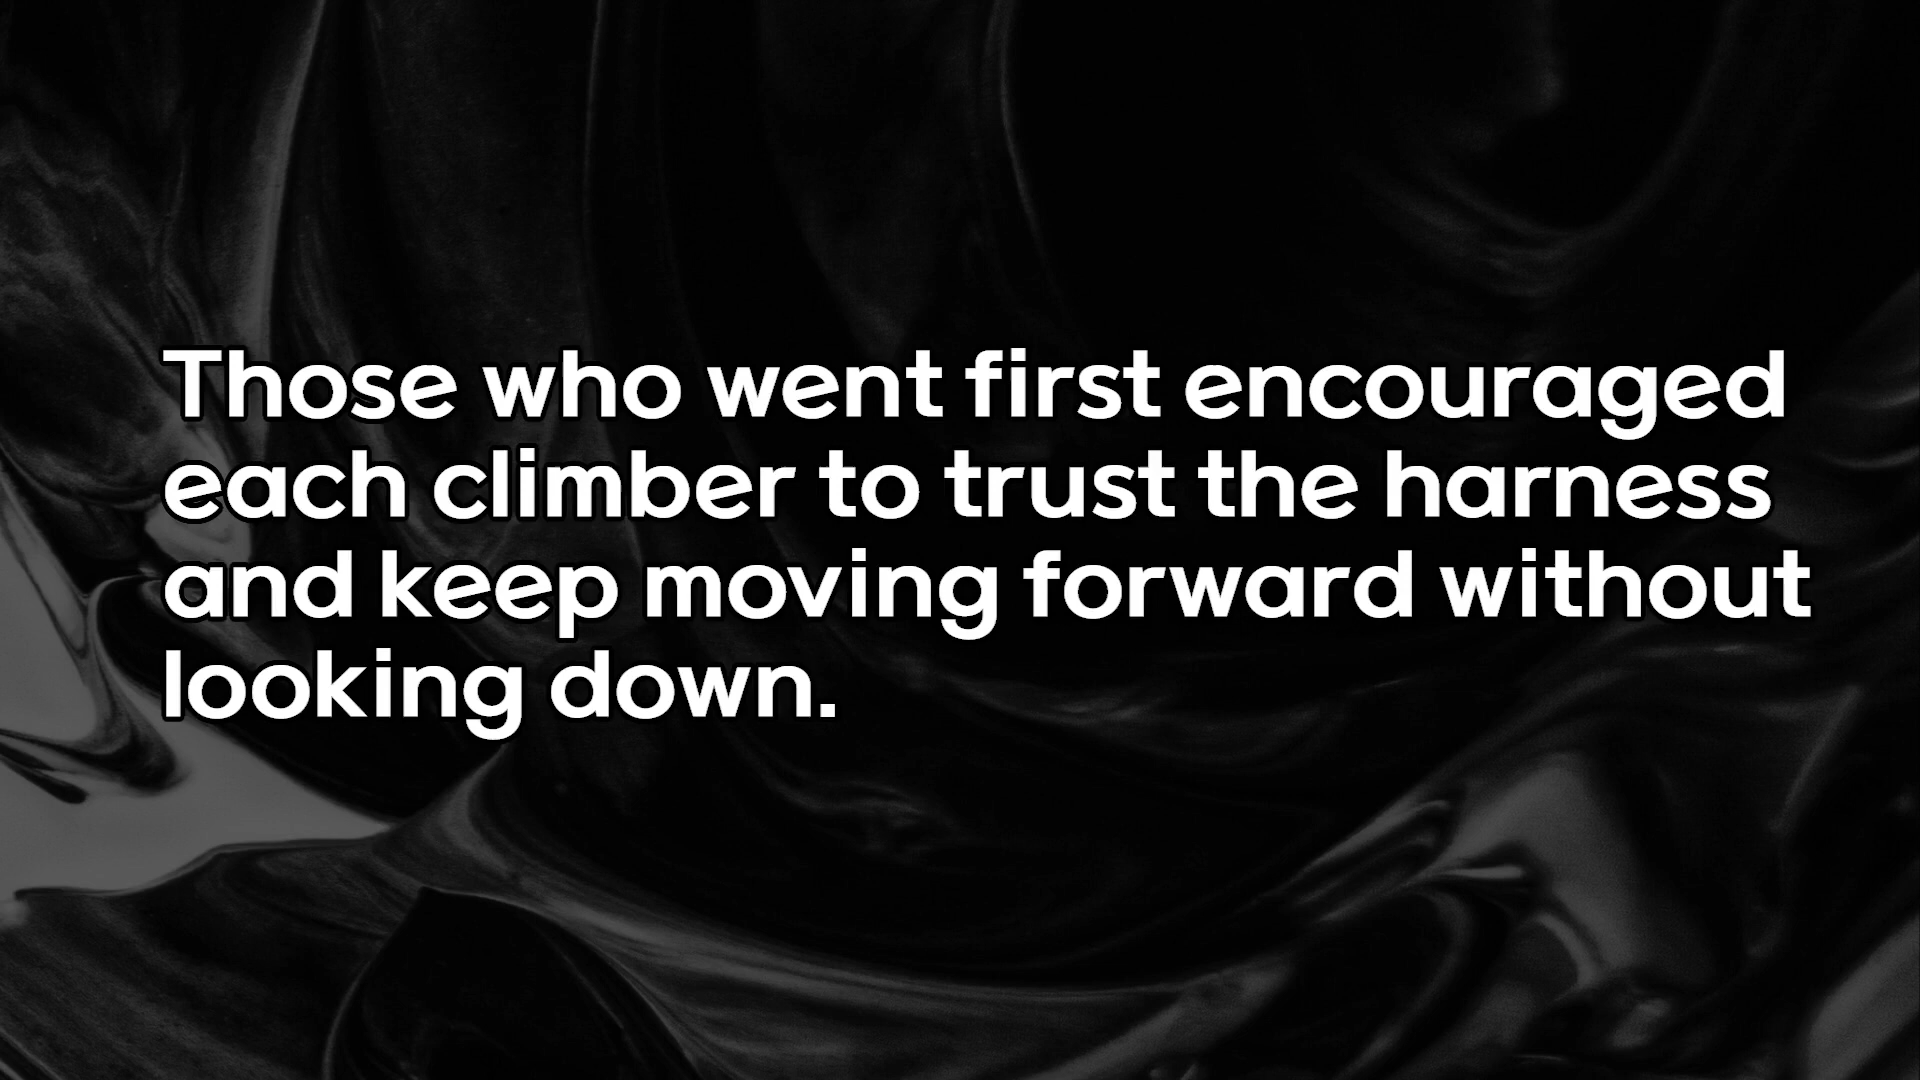 Those who went first encouraged
each climber to trust the harness
and keep moving forward without
looking down.